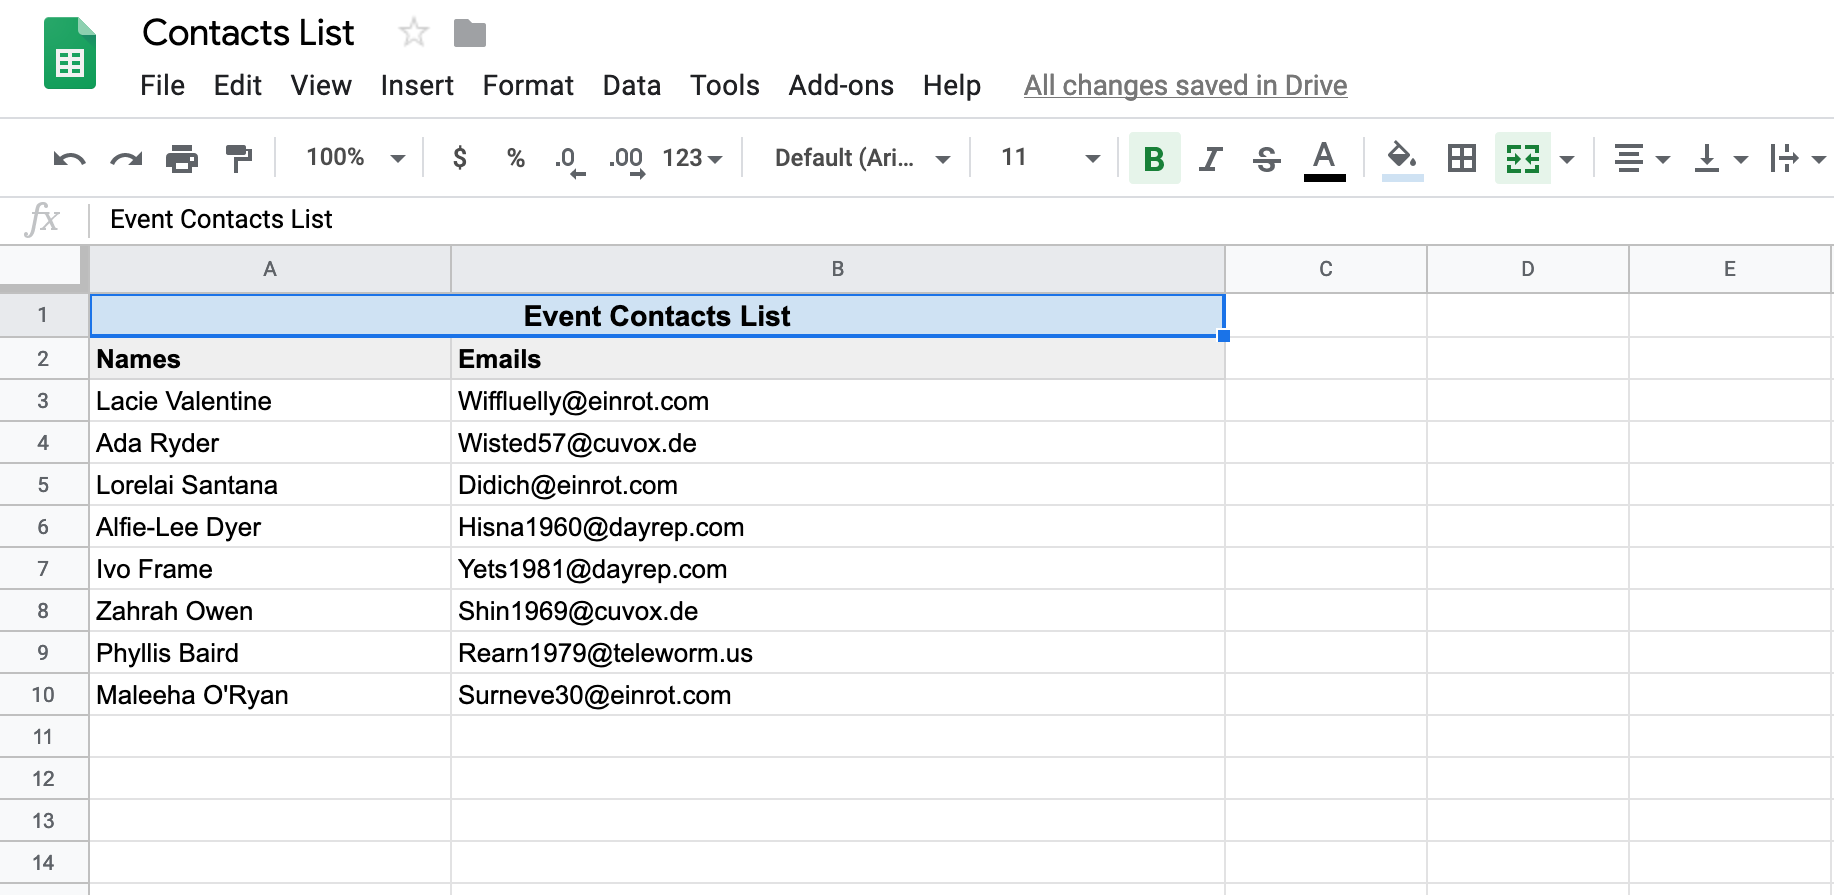 Contacts List
File Edit View Insert Format Data Tools Add-ons Help All changes saved in Drive
100% $ % .0 .00 123 Default (Ari... 11 B I S A
fx Event Contacts List
A B C D E
1 Event Contacts List
2 Names Emails
3 Lacie Valentine Wiffluelly@einrot.com
4 Ada Ryder Wisted57@cuvox.de
5 Lorelai Santana Didich@einrot.com
6 Alfie-Lee Dyer Hisna1960@dayrep.com
7 Ivo Frame Yets1981@dayrep.com
8 Zahrah Owen Shin1969@cuvox.de
9 Phyllis Baird Rearn1979@teleworm.us
10 Maleeha O'Ryan Surneve30@einrot.com
11
12
13
14